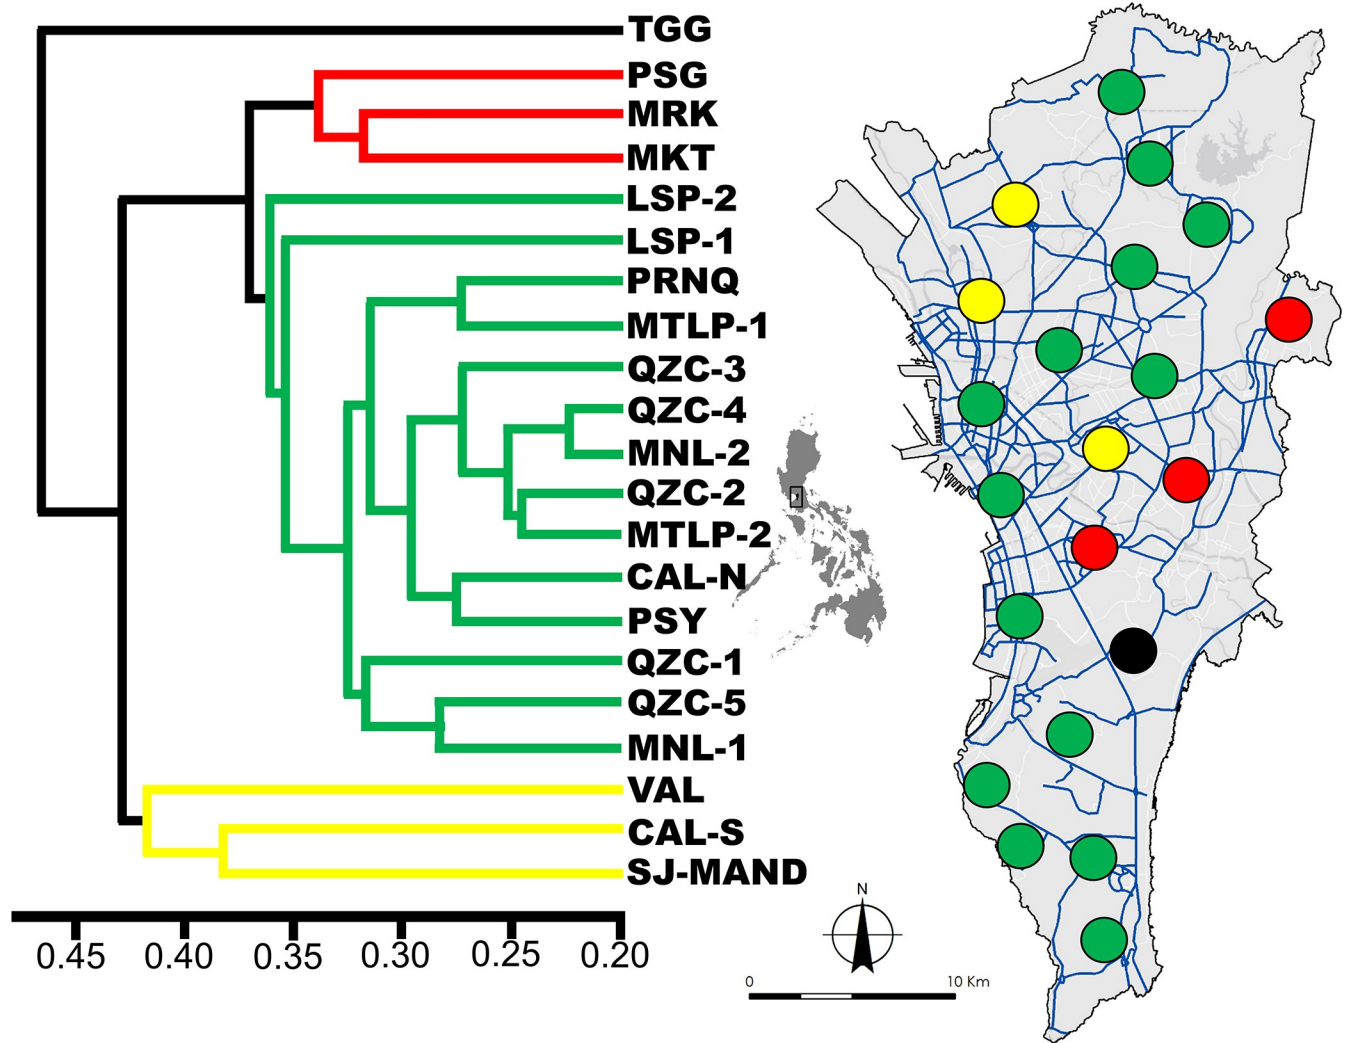 TGG
PSG
MRK
MKT
LSP-2
LSP-1
PRNQ
MTLP-1
QZC-3
QZC-4
MNL-2
QZC-2
MTLP-2
CAL-N
PSY
QZC-1
QZC-5
MNL-1
VAL
CAL-S
SJ-MAND
0.45 0.40 0.35 0.30 0.25 0.20
N
0 10 Km